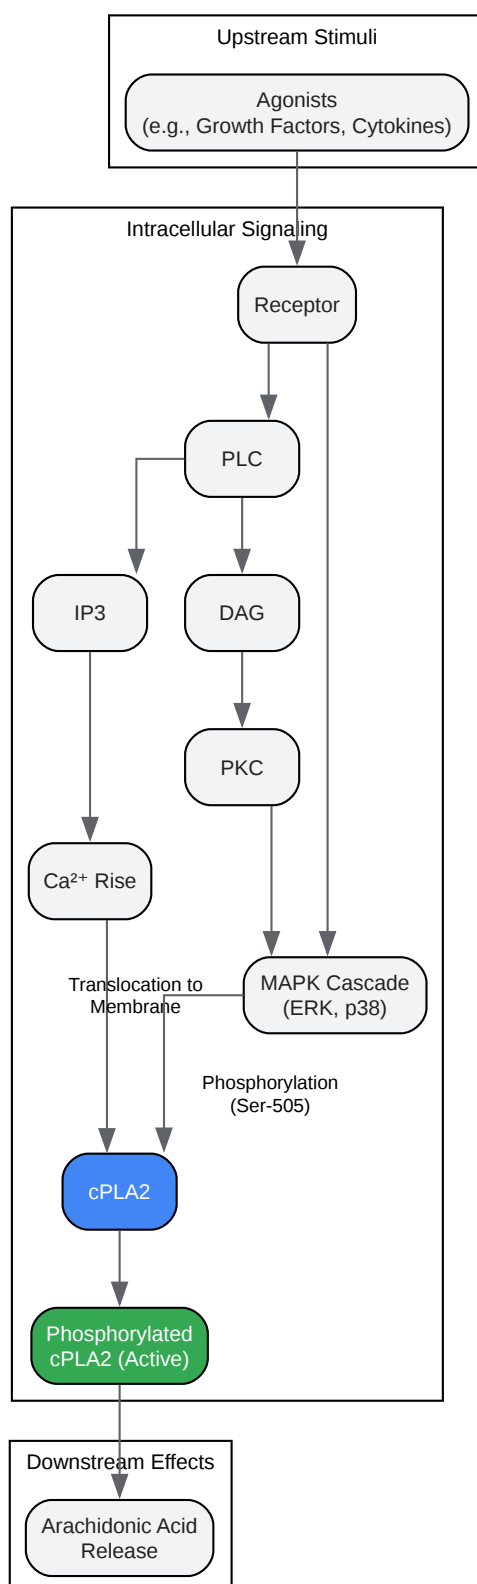 Upstream Stimuli
Agonists
(e.g., Growth Factors, Cytokines)
Intracellular Signaling
Receptor
PLC
IP3
DAG
PKC
Ca²⁺ Rise
Translocation to
Membrane
MAPK Cascade
(ERK, p38)
Phosphorylation
(Ser-505)
cPLA2
Phosphorylated
cPLA2 (Active)
Downstream Effects
Arachidonic Acid
Release